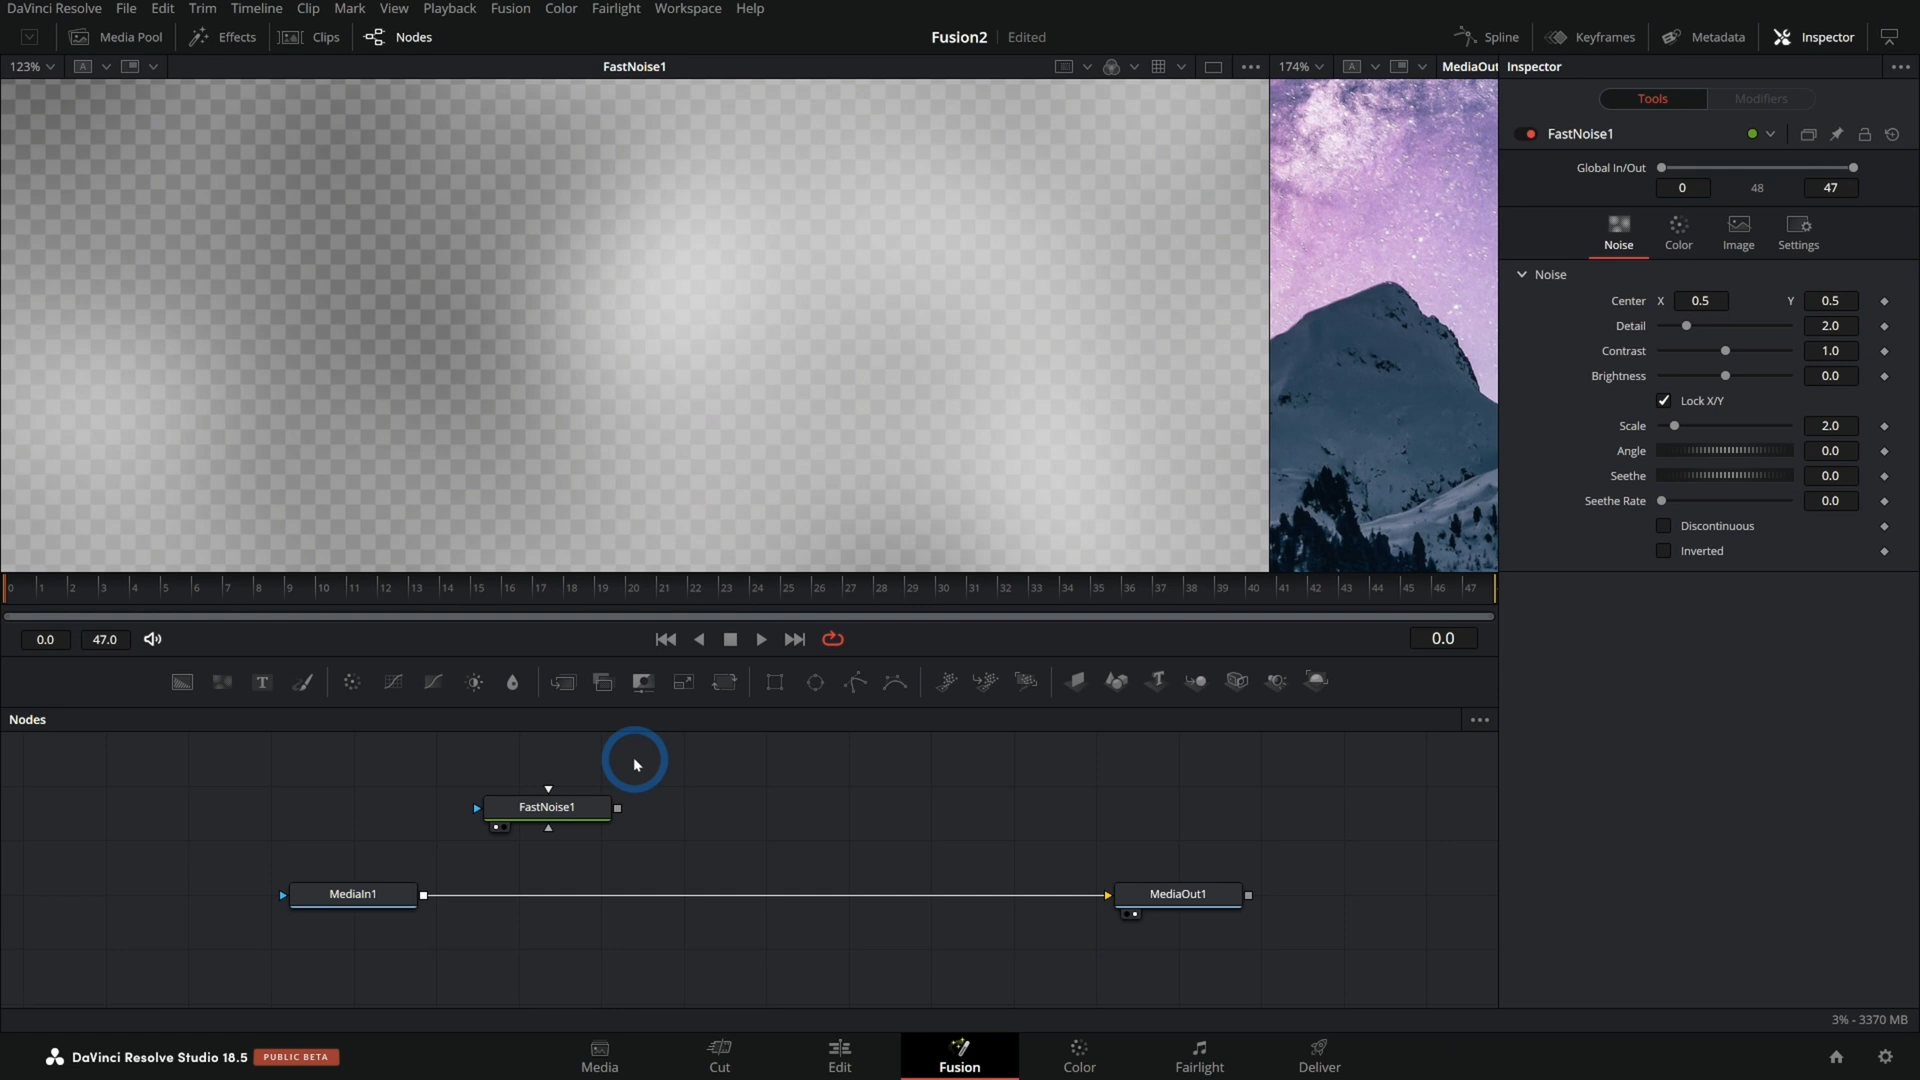 DaVinci Resolve File Edit Trim Timeline Clip Mark View Playback Fusion Color Fairlight Workspace Help
Media Pool Effects Clips Nodes Fusion2 Edited Spline Keyframes Metadata Inspector
123% A FastNoise1 174% A MediaOut Inspector
Tools Modifiers
FastNoise1
Global In/Out
0 48 47
Noise Color Image Settings
Noise
Center X 0.5 Y 0.5
Detail 2.0
Contrast 1.0
Brightness 0.0
Lock X/Y
Scale 2.0
Angle 0.0
Seethe 0.0
Seethe Rate 0.0
Discontinuous
Inverted
0 1 2 3 4 5 6 7 8 9 10 11 12 13 14 15 16 17 18 19 20 21 22 23 24 25 26 27 28 29 30 31 32 33 34 35 36 37 38 39 40 41 42 43 44 45 46 47
0.0 47.0 0.0
Nodes
FastNoise1
MediaIn1 MediaOut1
3% - 3370 MB
DaVinci Resolve Studio 18.5 PUBLIC BETA
Media Cut Edit Fusion Color Fairlight Deliver